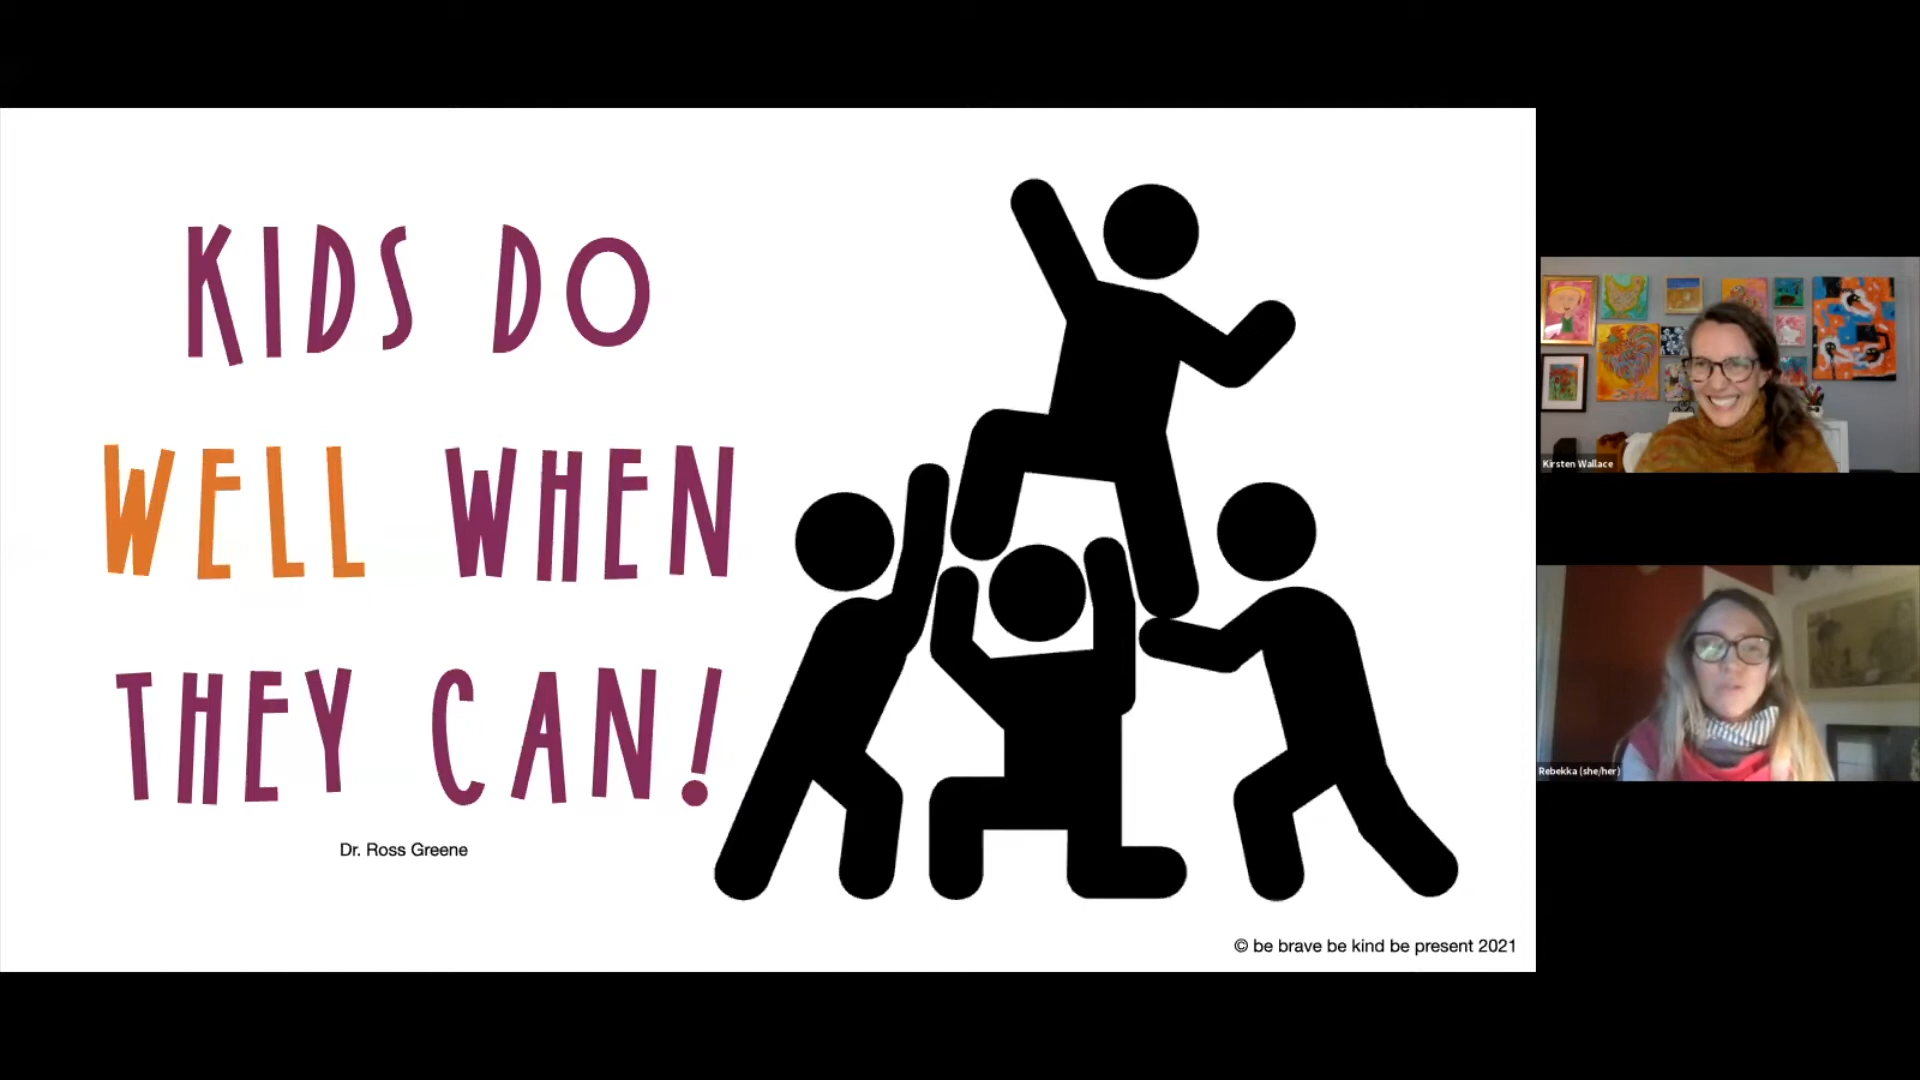 KIDS DO
WELL WHEN
THEY CAN!
Dr. Ross Greene
© be brave be kind be present 2021
Kirsten Wallace
Rebekka (she/her)